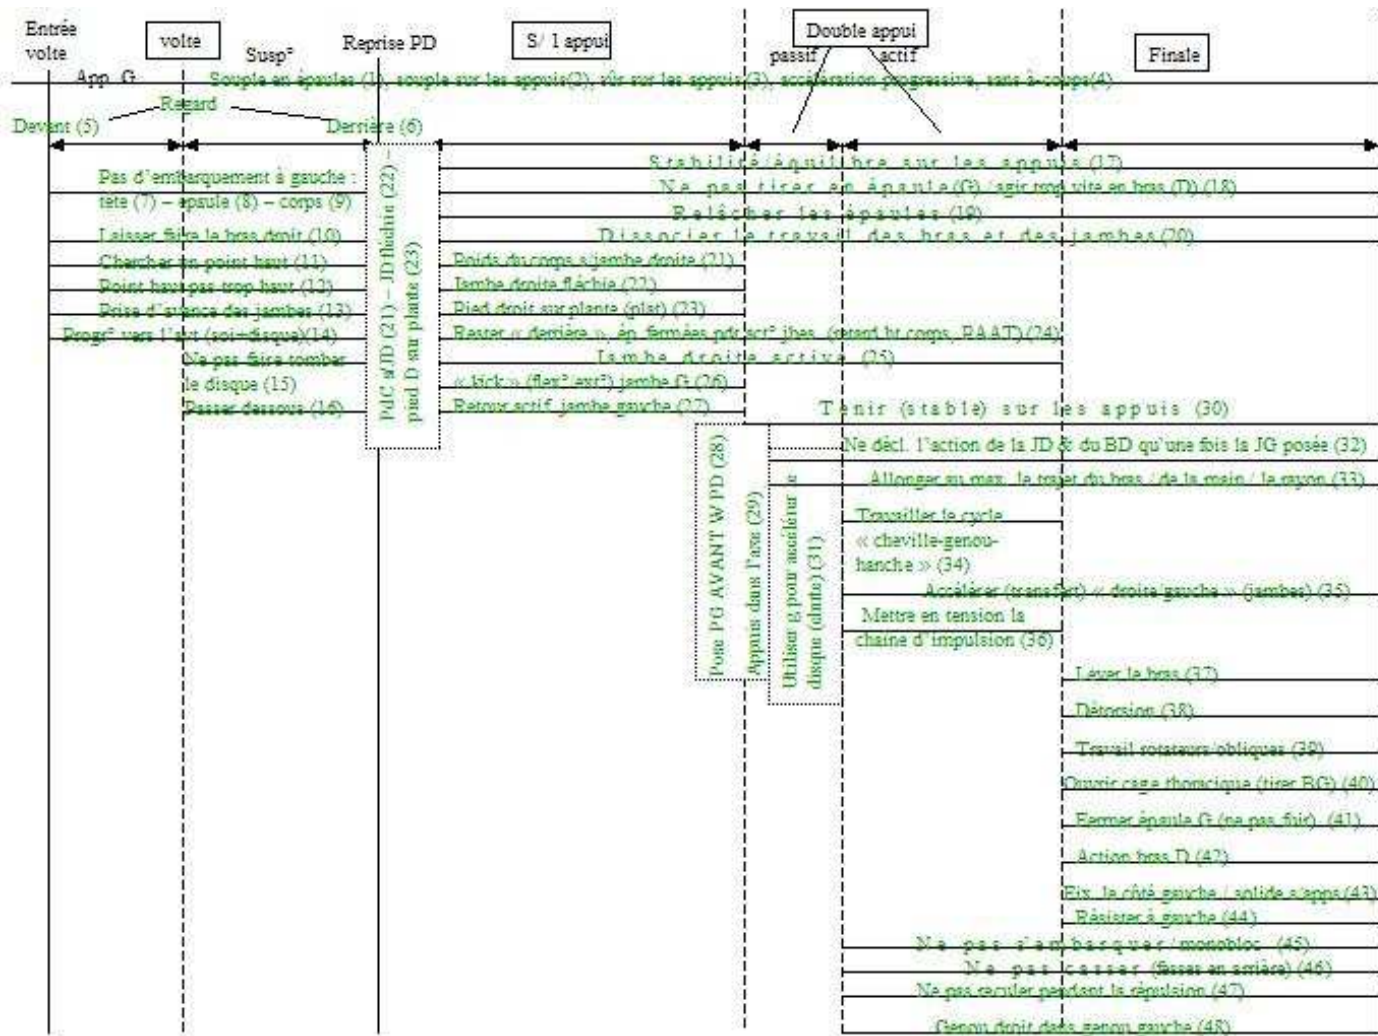 Entrée
volte
volte
Susp°
Reprise PD
S/ 1 appui
Double appui
passif
actif
Finale
App. G
Souple en épaules (1), souple sur les appuis(2), sûr sur les appuis(3), accélération progressive, sans à-coups(4)
Regard
Devant (5)
Derrière (6)
Stabilité/équilibre sur les appuis (17)
Pas d'embarquement à gauche :
tête (7) – épaule (8) – corps (9)
Ne pas tirer en épaule(G) /agir trop vite en bras (D) (18)
Relâcher les épaules (19)
Laisser faire le bras droit (10)
Dissocier le travail des bras et des jambes(20)
Chercher un point haut (11)
Poids du corps s/jambe droite (21)
Point haut pas trop haut (12)
Jambe droite fléchie (22)
Prise d'avance des jambes (13)
Pied droit sur plante (plat) (23)
Progr° vers l'avt (soi+disque)(14)
Rester « derrière », ép. fermées pdt act° jbes (retard ht corps, RAAT) (24)
Ne pas faire tomber
le disque (15)
Jambe droite active (25)
« kick » (flex°/ext°) jambe G (26)
Passer dessous (16)
Retour actif jambe gauche (27)
PdC s/JD (21) – JD fléchie (22) –
pied D sur plante (23)
Tenir (stable) sur les appuis (30)
Pose PG AVANT W PD (28)
Appuis dans l'axe (29)
Utiliser g pour accélérer le
disque (chute) (31)
Ne décl. l'action de la JD & du BD qu'une fois la JG posée (32)
Allonger au max. le trajet du bras / de la main / le rayon (33)
Travailler le cycle
« cheville-genou-
hanche » (34)
Accélérer (transfert) « droite/gauche » (jambes) (35)
Mettre en tension la
chaîne d'impulsion (36)
Lever le bras (37)
Détorsion (38)
Travail rotateurs/obliques (39)
Ouvrir cage thoracique (tirer BG) (40)
Fermer épaule G (ne pas fuir) (41)
Action bras D (42)
Fix. le côté gauche / solide s/apps (43)
Résister à gauche (44)
Ne pas s'embarquer/monobloc (45)
Ne pas casser (fesses en arrière) (46)
Ne pas reculer pendant la répulsion (47)
Genou droit dans genou gauche (48)